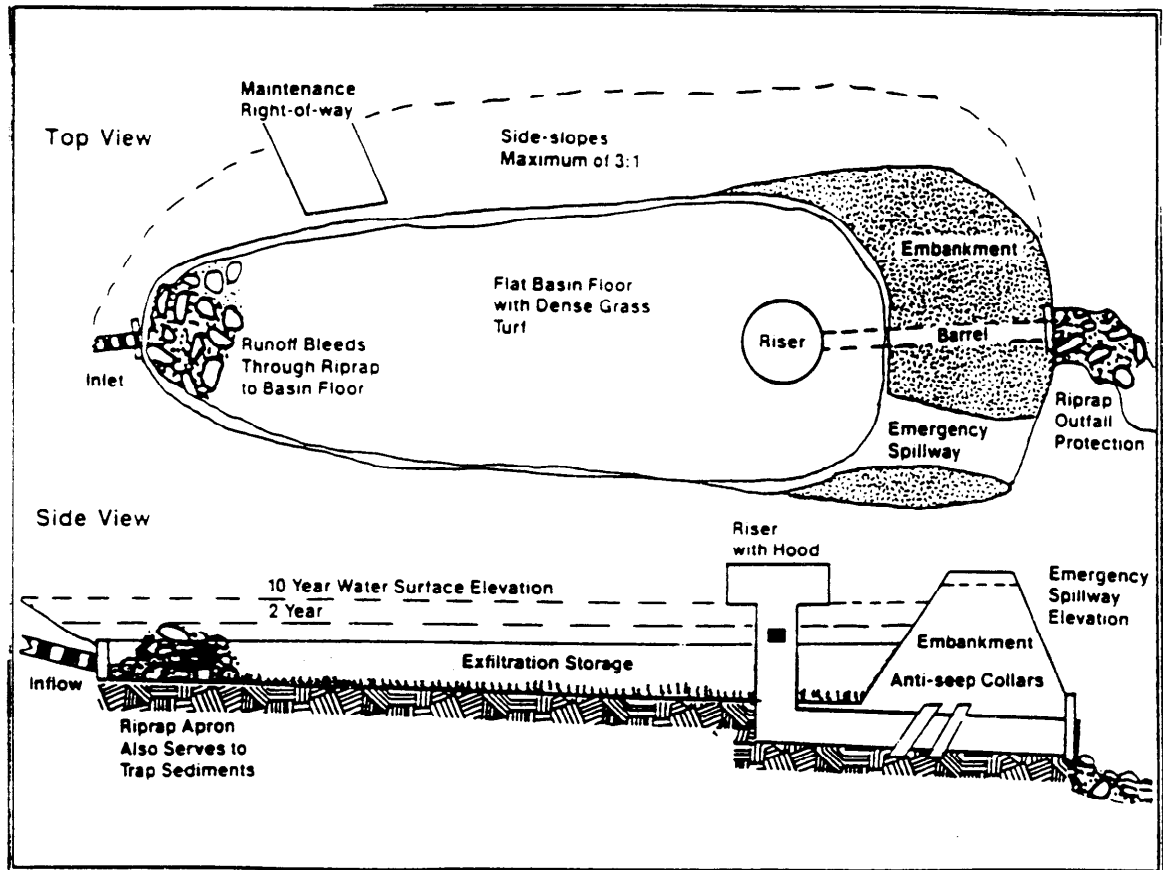 Maintenance
Right-of-way
Top View
Side-slopes
Maximum of 3:1
Embankment
Flat Basin Floor
with Dense Grass
Turf
Riser
Barrel
Inlet
Runoff Bleeds
Through Riprap
to Basin Floor
Riprap
Outfall
Protection
Emergency
Spillway
Side View
Riser
with Hood
10 Year Water Surface Elevation
2 Year
Emergency
Spillway
Elevation
Embankment
Exfiltration Storage
Anti-seep Collars
Inflow
Riprap Apron
Also Serves to
Trap Sediments